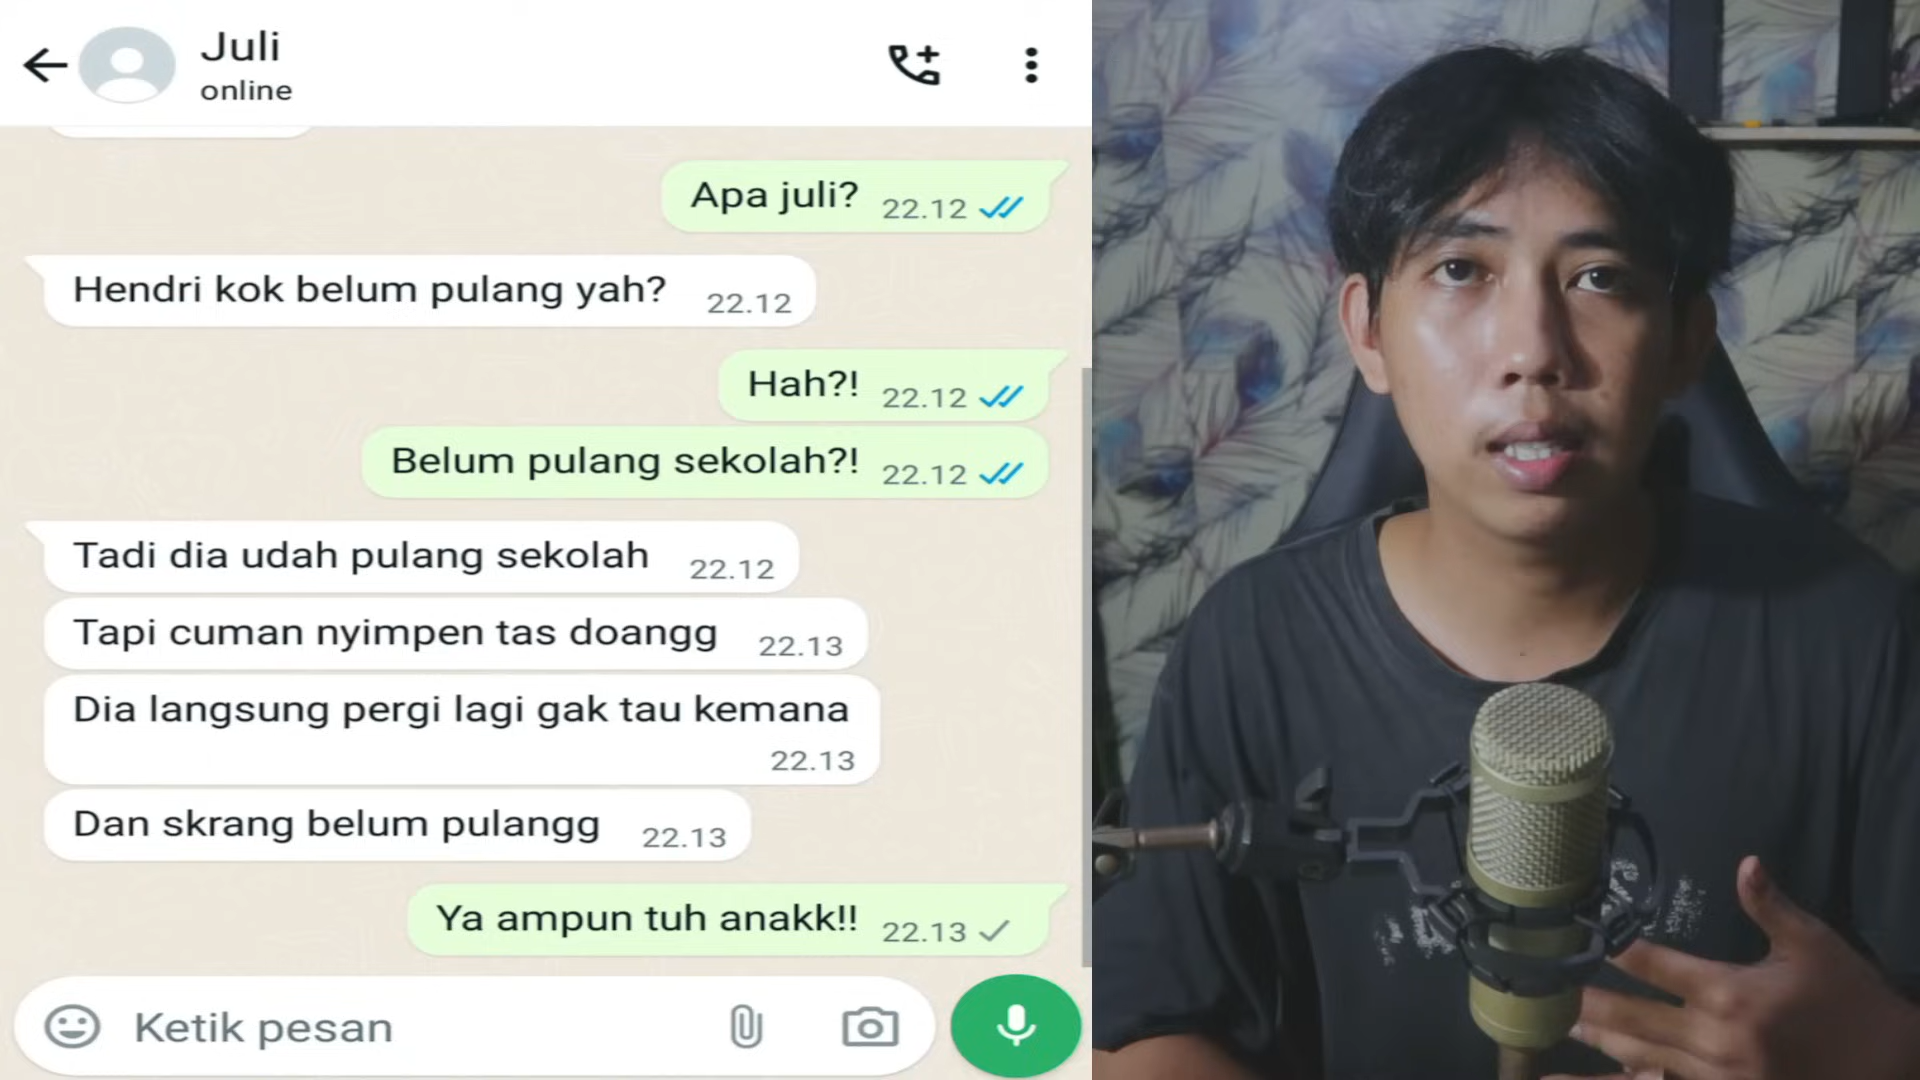 Juli
online
Apa juli? 22.12
Hendri kok belum pulang yah? 22.12
Hah?! 22.12
Belum pulang sekolah?! 22.12
Tadi dia udah pulang sekolah 22.12
Tapi cuman nyimpen tas doangg 22.13
Dia langsung pergi lagi gak tau kemana
22.13
Dan skrang belum pulangg 22.13
Ya ampun tuh anakk!! 22.13
Ketik pesan